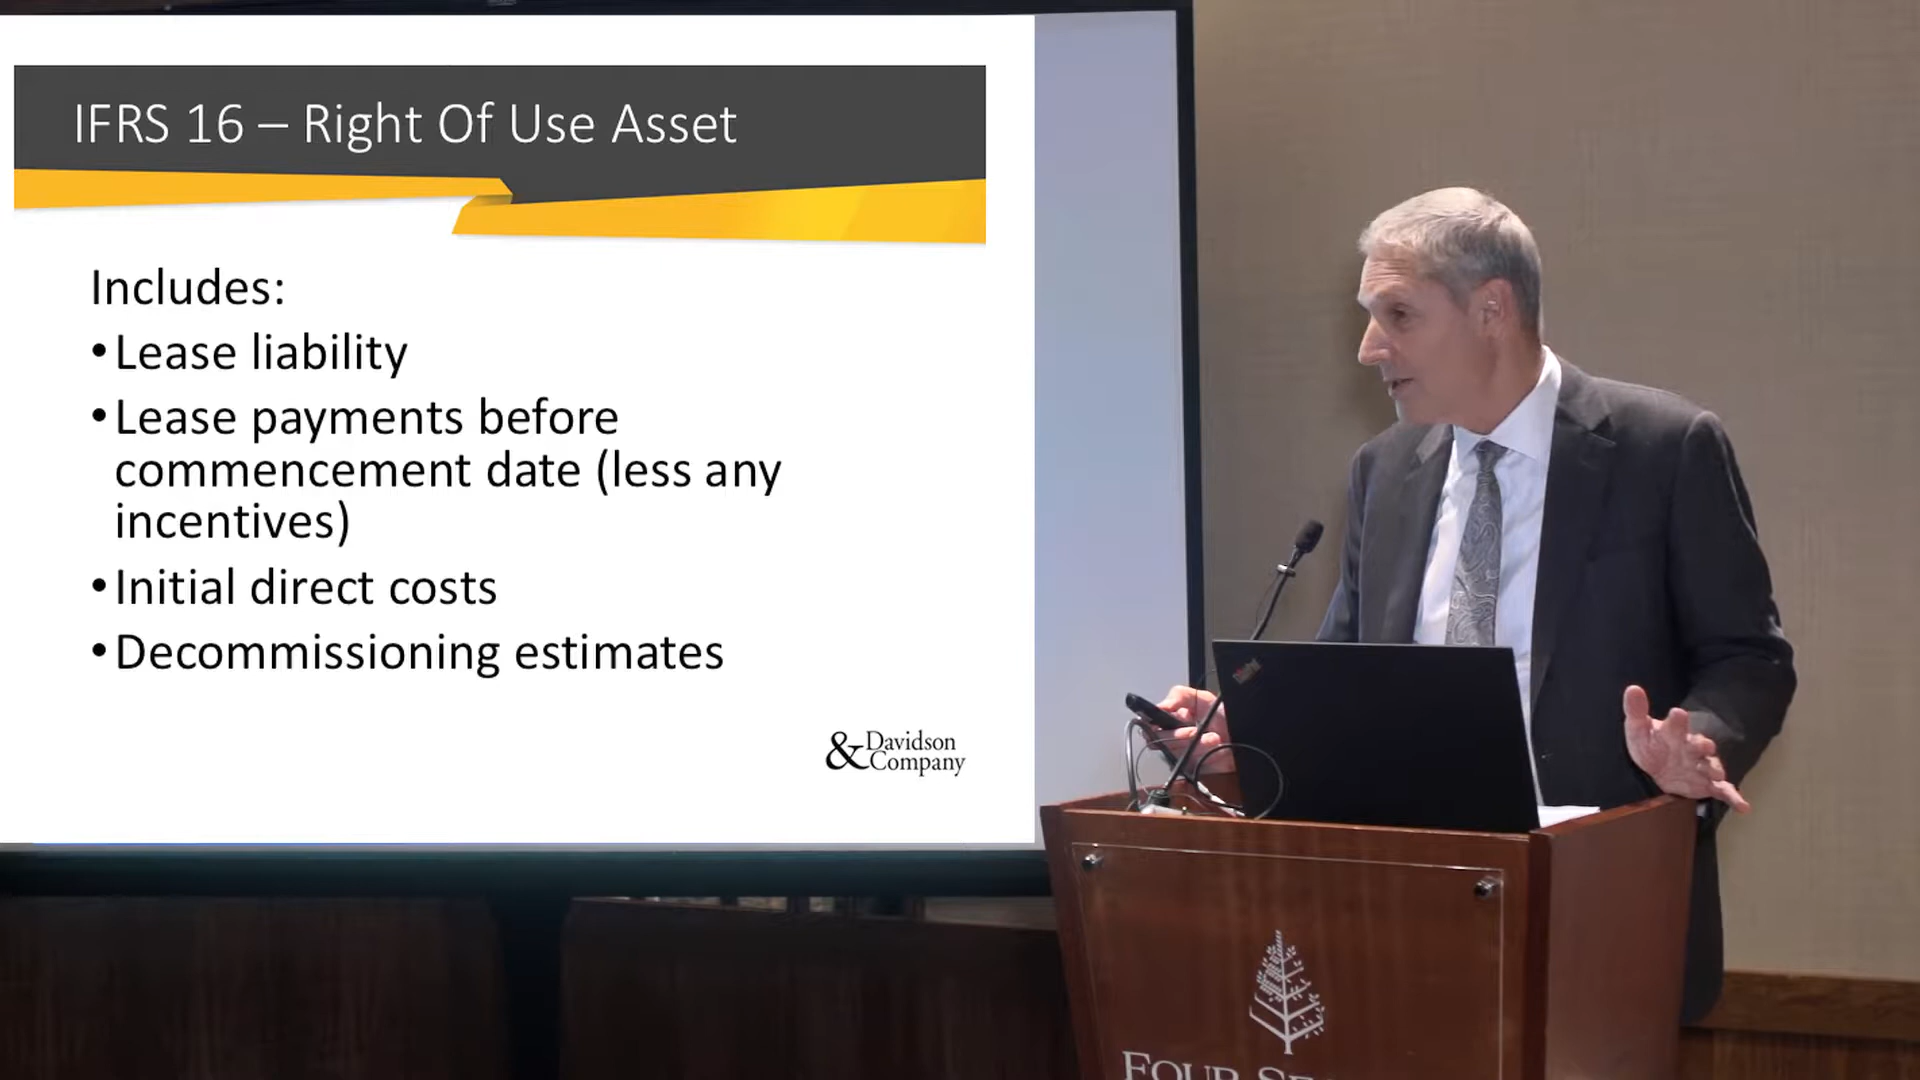 IFRS 16 – Right Of Use Asset
Includes:
•Lease liability
•Lease payments before
commencement date (less any
incentives)
•Initial direct costs
•Decommissioning estimates
& Davidson
Company
FOUR